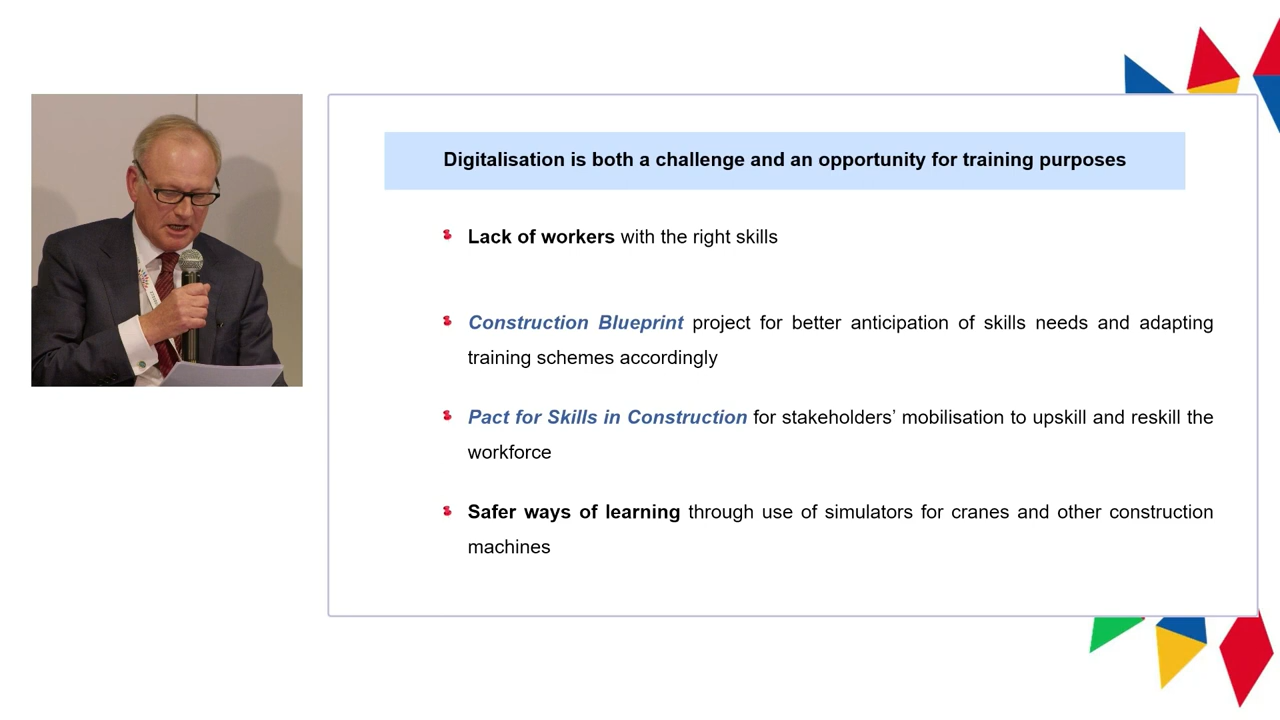 Digitalisation is both a challenge and an opportunity for training purposes
Lack of workers with the right skills
Construction Blueprint project for better anticipation of skills needs and adapting
training schemes accordingly
Pact for Skills in Construction for stakeholders’ mobilisation to upskill and reskill the
workforce
Safer ways of learning through use of simulators for cranes and other construction
machines